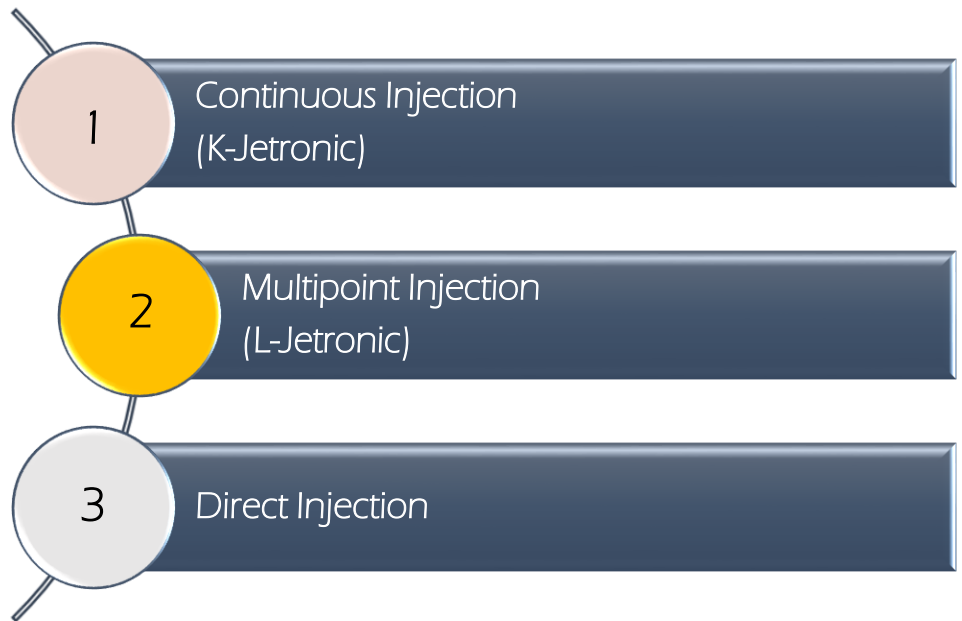 1
Continuous Injection
(K-Jetronic)
2
Multipoint Injection
(L-Jetronic)
3
Direct Injection